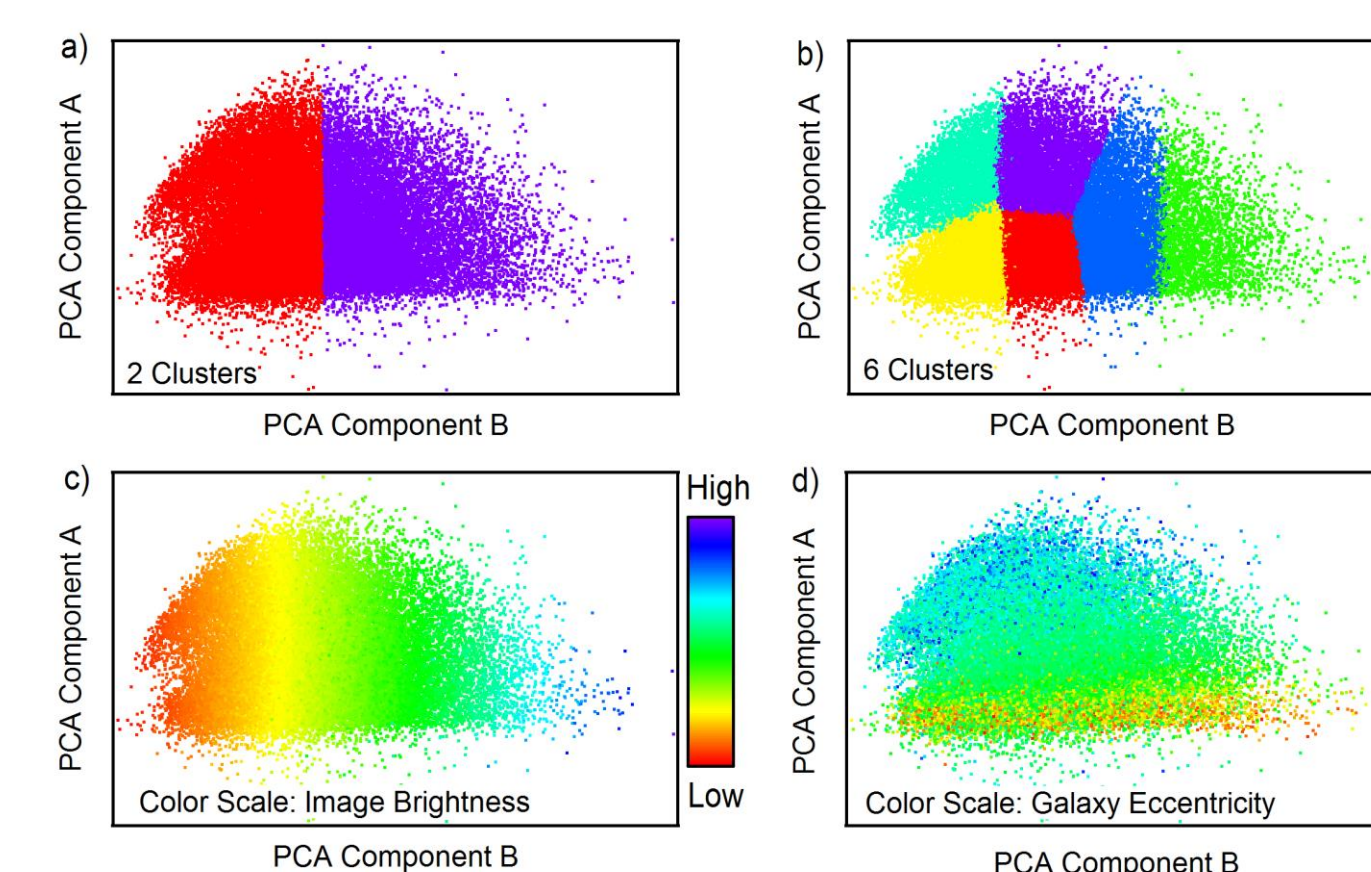 a)
PCA Component A
2 Clusters
PCA Component B
b)
PCA Component A
6 Clusters
PCA Component B
c)
PCA Component A
Color Scale: Image Brightness
PCA Component B
High
Low
d)
PCA Component A
Color Scale: Galaxy Eccentricity
PCA Component B